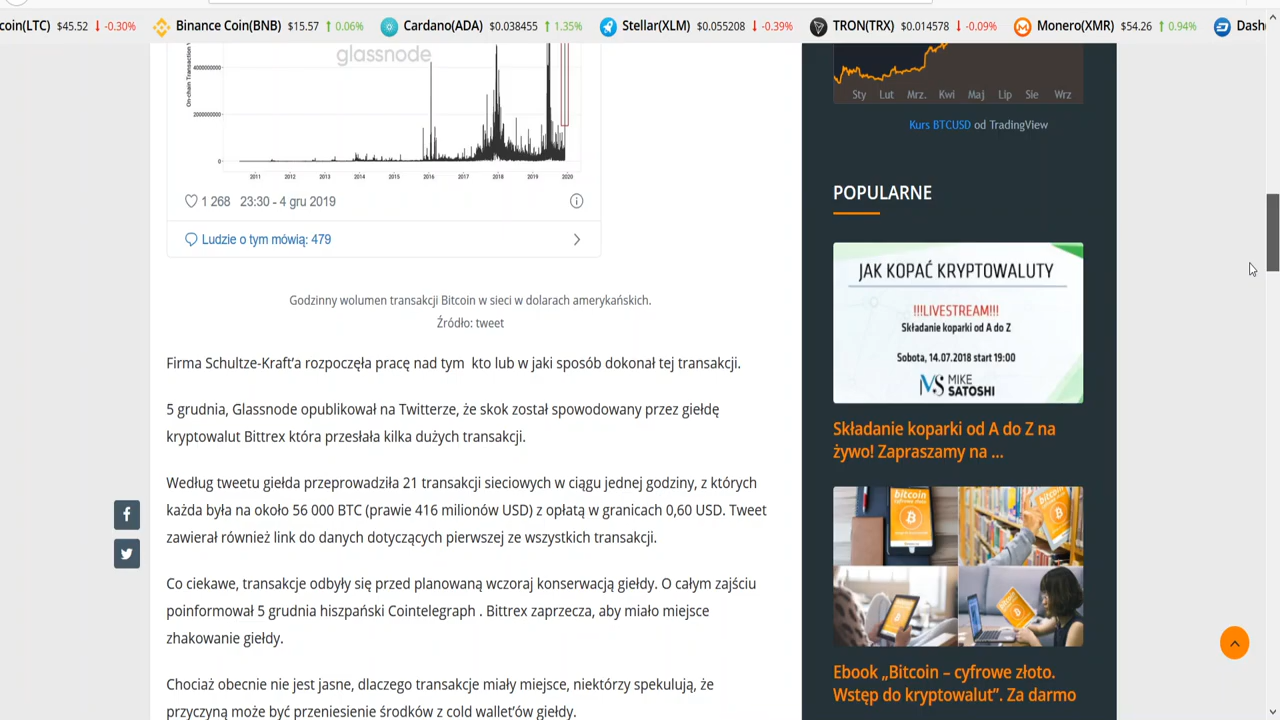 coin(LTC) $45.52 ↓ -0.30% Binance Coin(BNB) $15.57 ↑ 0.06% Cardano(ADA) $0.038455 ↑ 1.35% Stellar(XLM) $0.055208 ↓ -0.39% TRON(TRX) $0.014578 ↓ -0.09% Monero(XMR) $54.26 ↑ 0.94% Dash
glassnode
On-chain Transaction
4000000000
2000000000
0
2011 2012 2013 2014 2015 2016 2017 2018 2019 2020
1 268 23:30 - 4 gru 2019
Ludzie o tym mówią: 479
Godzinny wolumen transakcji Bitcoin w sieci w dolarach amerykańskich.
Źródło: tweet
Firma Schultze-Kraft’a rozpoczęła pracę nad tym kto lub w jaki sposób dokonał tej transakcji.
5 grudnia, Glassnode opublikował na Twitterze, że skok został spowodowany przez giełdę
kryptowalut Bittrex która przesłała kilka dużych transakcji.
Według tweetu giełda przeprowadziła 21 transakcji sieciowych w ciągu jednej godziny, z których
każda była na około 56 000 BTC (prawie 416 milionów USD) z opłatą w granicach 0,60 USD. Tweet
zawierał również link do danych dotyczących pierwszej ze wszystkich transakcji.
Co ciekawe, transakcje odbyły się przed planowaną wczoraj konserwacją giełdy. O całym zajściu
poinformował 5 grudnia hiszpański Cointelegraph . Bittrex zaprzecza, aby miało miejsce
zhakowanie giełdy.
Chociaż obecnie nie jest jasne, dlaczego transakcje miały miejsce, niektórzy spekulują, że
przyczyną może być przeniesienie środków z cold wallet’ów giełdy.
Sty Lut Mrz. Kwi Maj Lip Sie Wrz
Kurs BTCUSD od TradingView
POPULARNE
JAK KOPAĆ KRYPTOWALUTY
!!!LIVESTREAM!!!
Składanie koparki od A do Z
Sobota, 14.07.2018 start 19:00
MS MIKE
SATOSHI
Składanie koparki od A do Z na
żywo! Zapraszamy na ...
bitcoin
bitcoin
Ebook „Bitcoin – cyfrowe złoto.
Wstęp do kryptowalut”. Za darmo